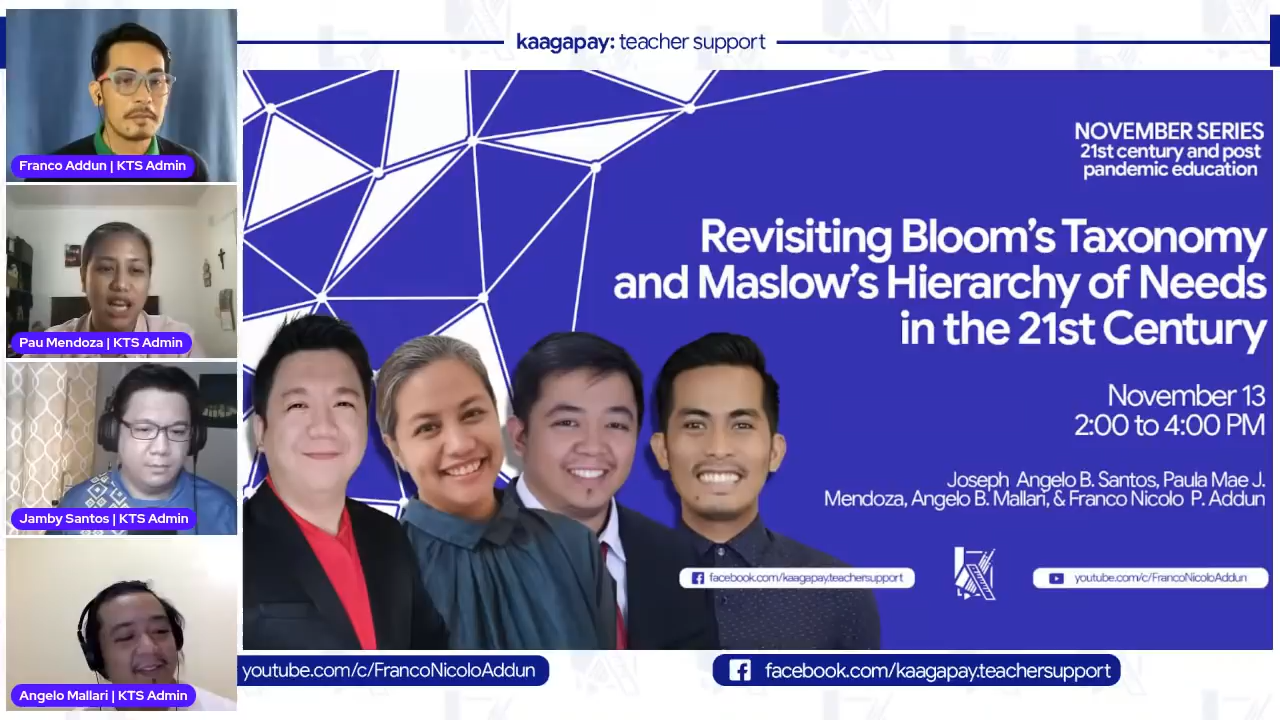 kaagapay: teacher support
Franco Addun | KTS Admin
Pau Mendoza | KTS Admin
Jamby Santos | KTS Admin
Angelo Mallari | KTS Admin
NOVEMBER SERIES
21st century and post
pandemic education
Revisiting Bloom's Taxonomy
and Maslow's Hierarchy of Needs
in the 21st Century
November 13
2:00 to 4:00 PM
Joseph Angelo B. Santos, Paula Mae J.
Mendoza, Angelo B. Mallari, & Franco Nicolo P. Addun
facebook.com/kaagapay.teachersupport
youtube.com/c/FrancoNicoloAddun
youtube.com/c/FrancoNicoloAddun
facebook.com/kaagapay.teachersupport